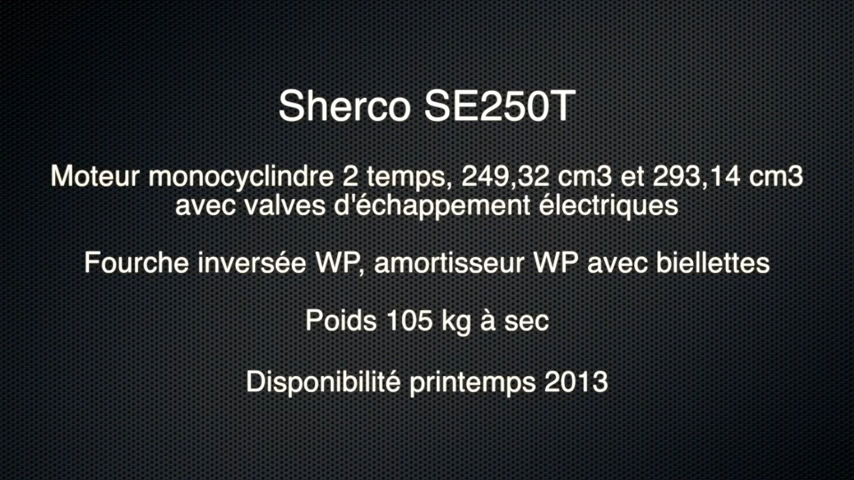 Sherco SE250T
Moteur monocyclindre 2 temps, 249,32 cm3 et 293,14 cm3
avec valves d'échappement électriques
Fourche inversée WP, amortisseur WP avec biellettes
Poids 105 kg à sec
Disponibilité printemps 2013